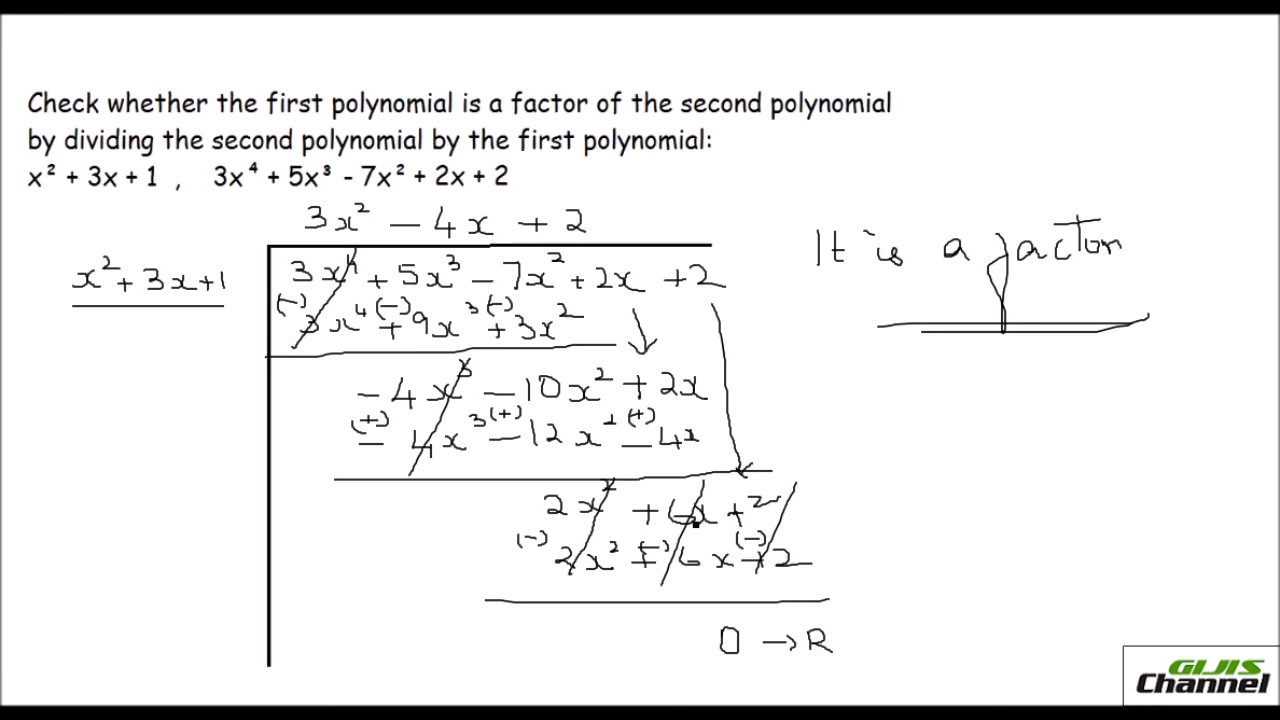 Check whether the first polynomial is a factor of the second polynomial
by dividing the second polynomial by the first polynomial:
x² + 3x + 1 , 3x⁴ + 5x³ - 7x² + 2x + 2
3x² - 4x + 2
x² + 3x + 1
3x⁴ + 5x³ - 7x² + 2x + 2
It is a factor
(-) (-) (-)
3x⁴ + 9x³ + 3x²
- 4x³ - 10x² + 2x
(+) (+) (+)
- 4x³ - 12x² - 4x
2x² + 6x + 2
(-) (-) (-)
2x² + 6x + 2
0 → R
GIJIS
Channel